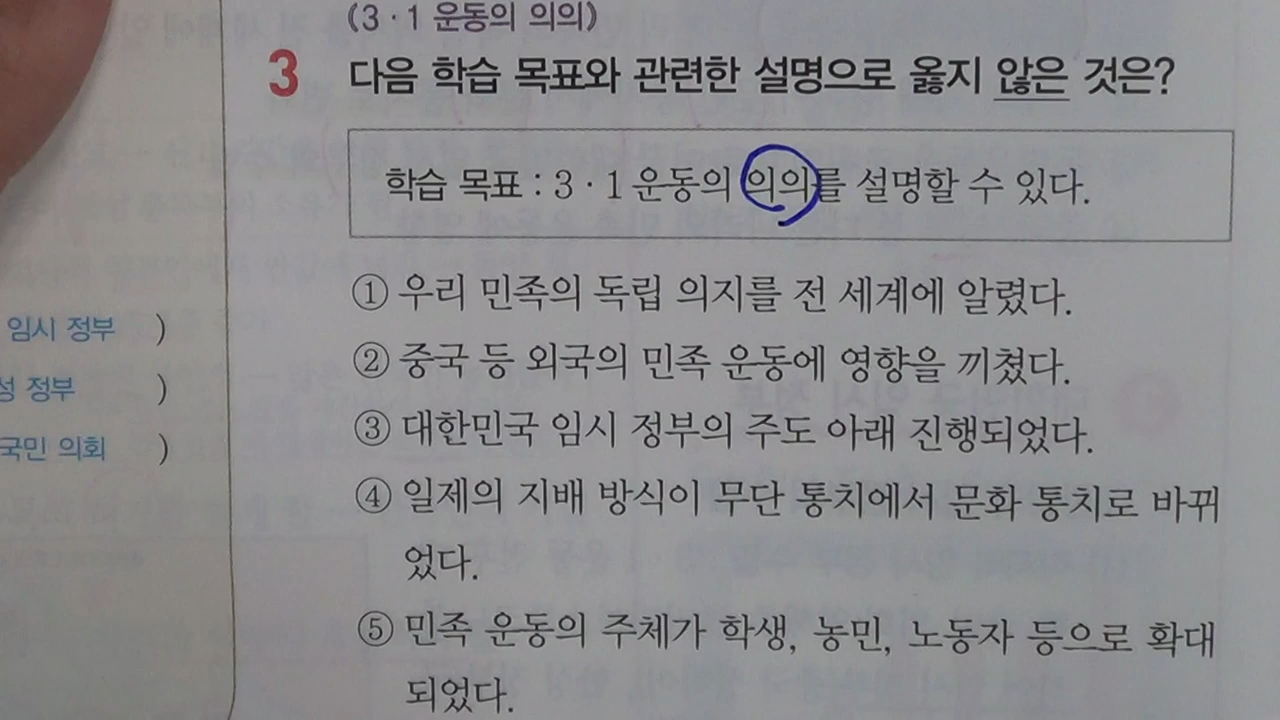 (3·1 운동의 의의)
3 다음 학습 목표와 관련한 설명으로 옳지 않은 것은?
학습 목표 : 3·1 운동의 의의를 설명할 수 있다.
① 우리 민족의 독립 의지를 전 세계에 알렸다.
② 중국 등 외국의 민족 운동에 영향을 끼쳤다.
③ 대한민국 임시 정부의 주도 아래 진행되었다.
④ 일제의 지배 방식이 무단 통치에서 문화 통치로 바뀌
었다.
⑤ 민족 운동의 주체가 학생, 농민, 노동자 등으로 확대
되었다.
임시 정부 )
성 정부 )
국민 의회 )